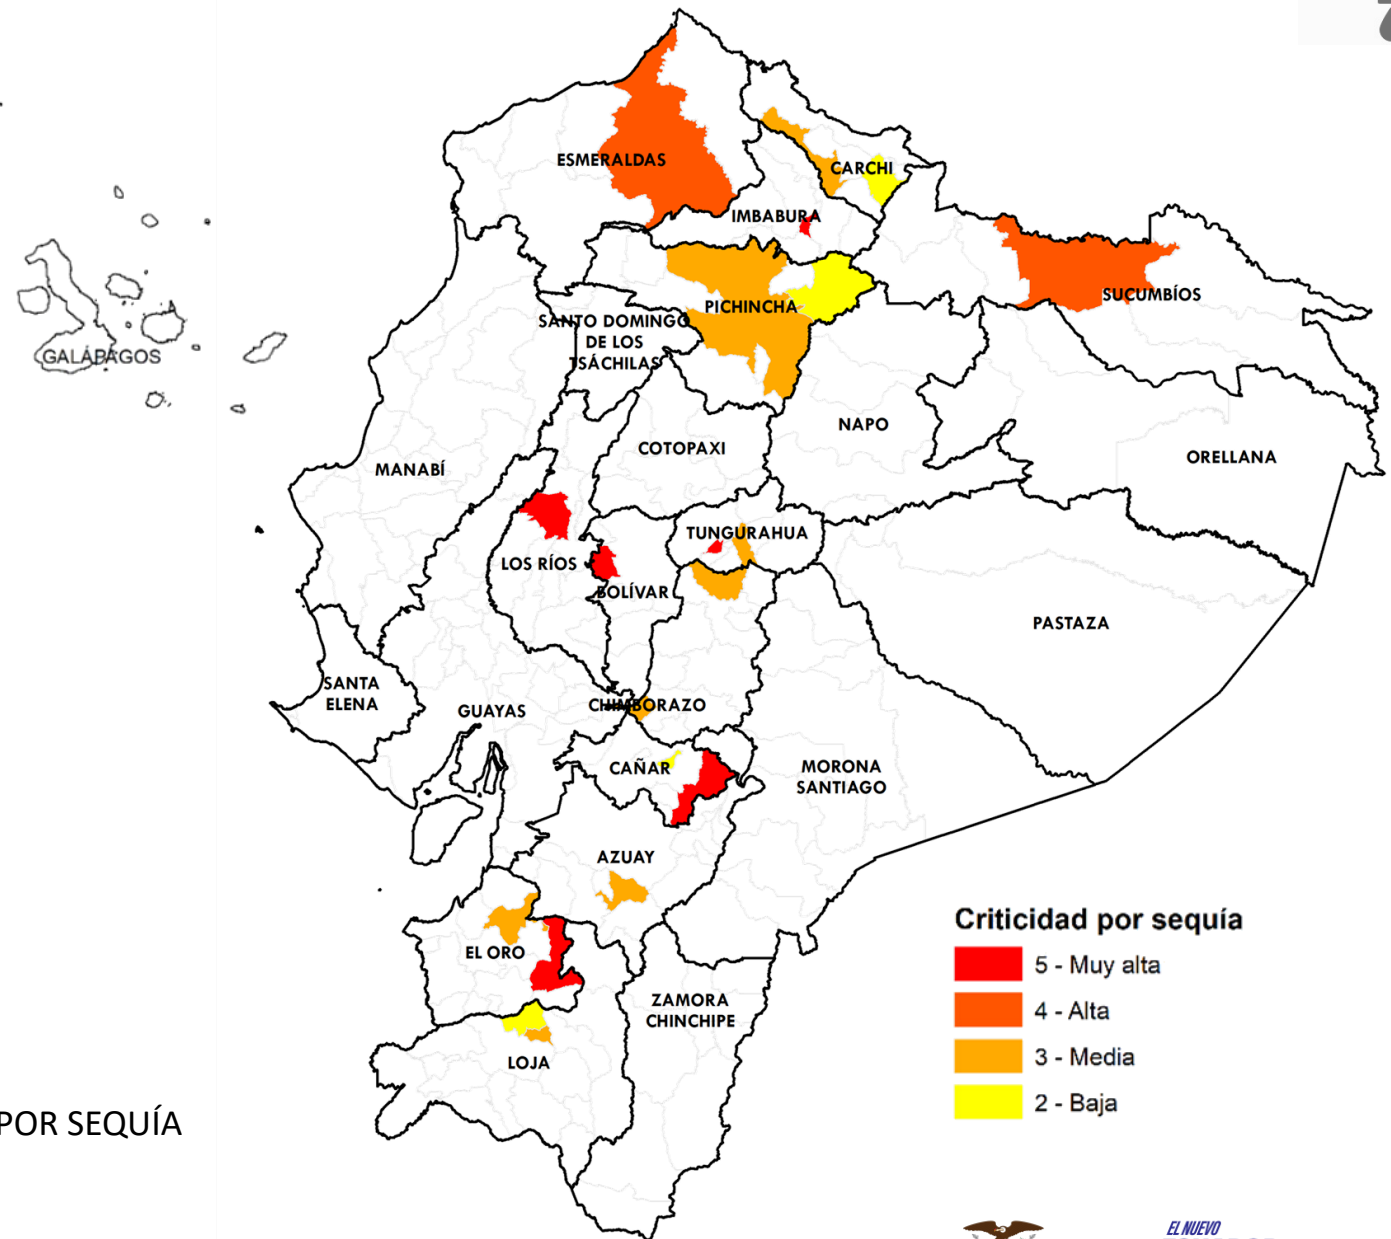 ESMERALDAS
CARCHI
IMBABURA
SUCUMBÍOS
PICHINCHA
SANTO DOMINGO
DE LOS
TSÁCHILAS
GALÁPAGOS
NAPO
COTOPAXI
ORELLANA
MANABÍ
TUNGURAHUA
LOS RÍOS
BOLÍVAR
PASTAZA
SANTA
ELENA
GUAYAS
CHIMBORAZO
CAÑAR
MORONA
SANTIAGO
AZUAY
EL ORO
ZAMORA
CHINCHIPE
LOJA
Criticidad por sequía
5 - Muy alta
4 - Alta
3 - Media
2 - Baja
POR SEQUÍA
EL NUEVO